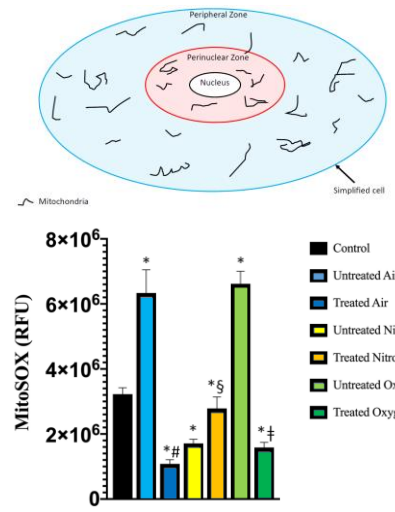 Peripheral Zone
Perinuclear Zone
Nucleus
Simplified cell
Mitochondria
8×10⁶
6×10⁶
4×10⁶
2×10⁶
0
MitoSOX (RFU)
*
*
*#
*
*§
*
*ǂ
Control
Untreated Ai
Treated Air
Untreated Ni
Treated Nitro
Untreated Ox
Treated Oxyg